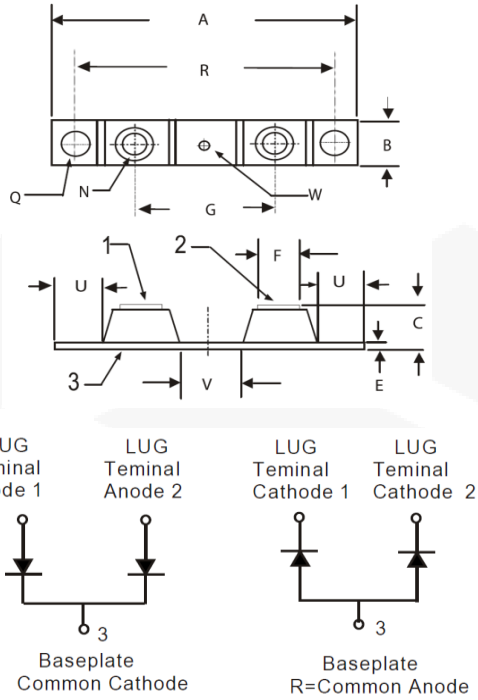 A
R
B
Q
N
W
G
1
2
F
U
U
C
3
V
E
LUG
Teminal
Anode 2
LUG
Teminal
Cathode 1
LUG
Teminal
Cathode 2
3
Baseplate
Common Cathode
3
Baseplate
R=Common Anode